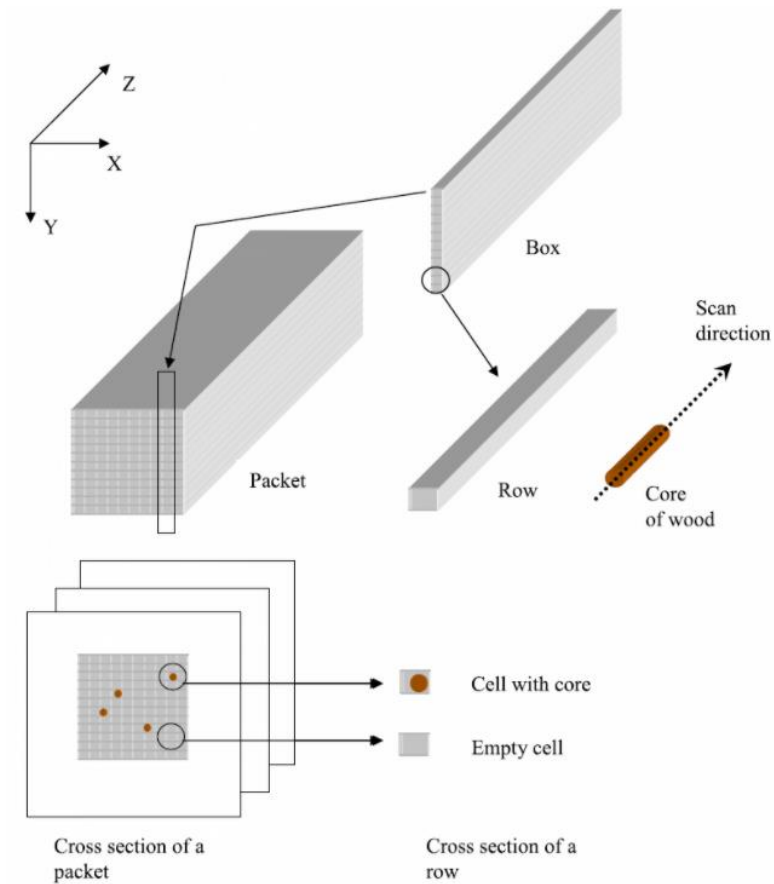 Z
X
Y
Box
Scan
direction
Packet
Row
Core
of wood
Cell with core
Empty cell
Cross section of a
packet
Cross section of a
row